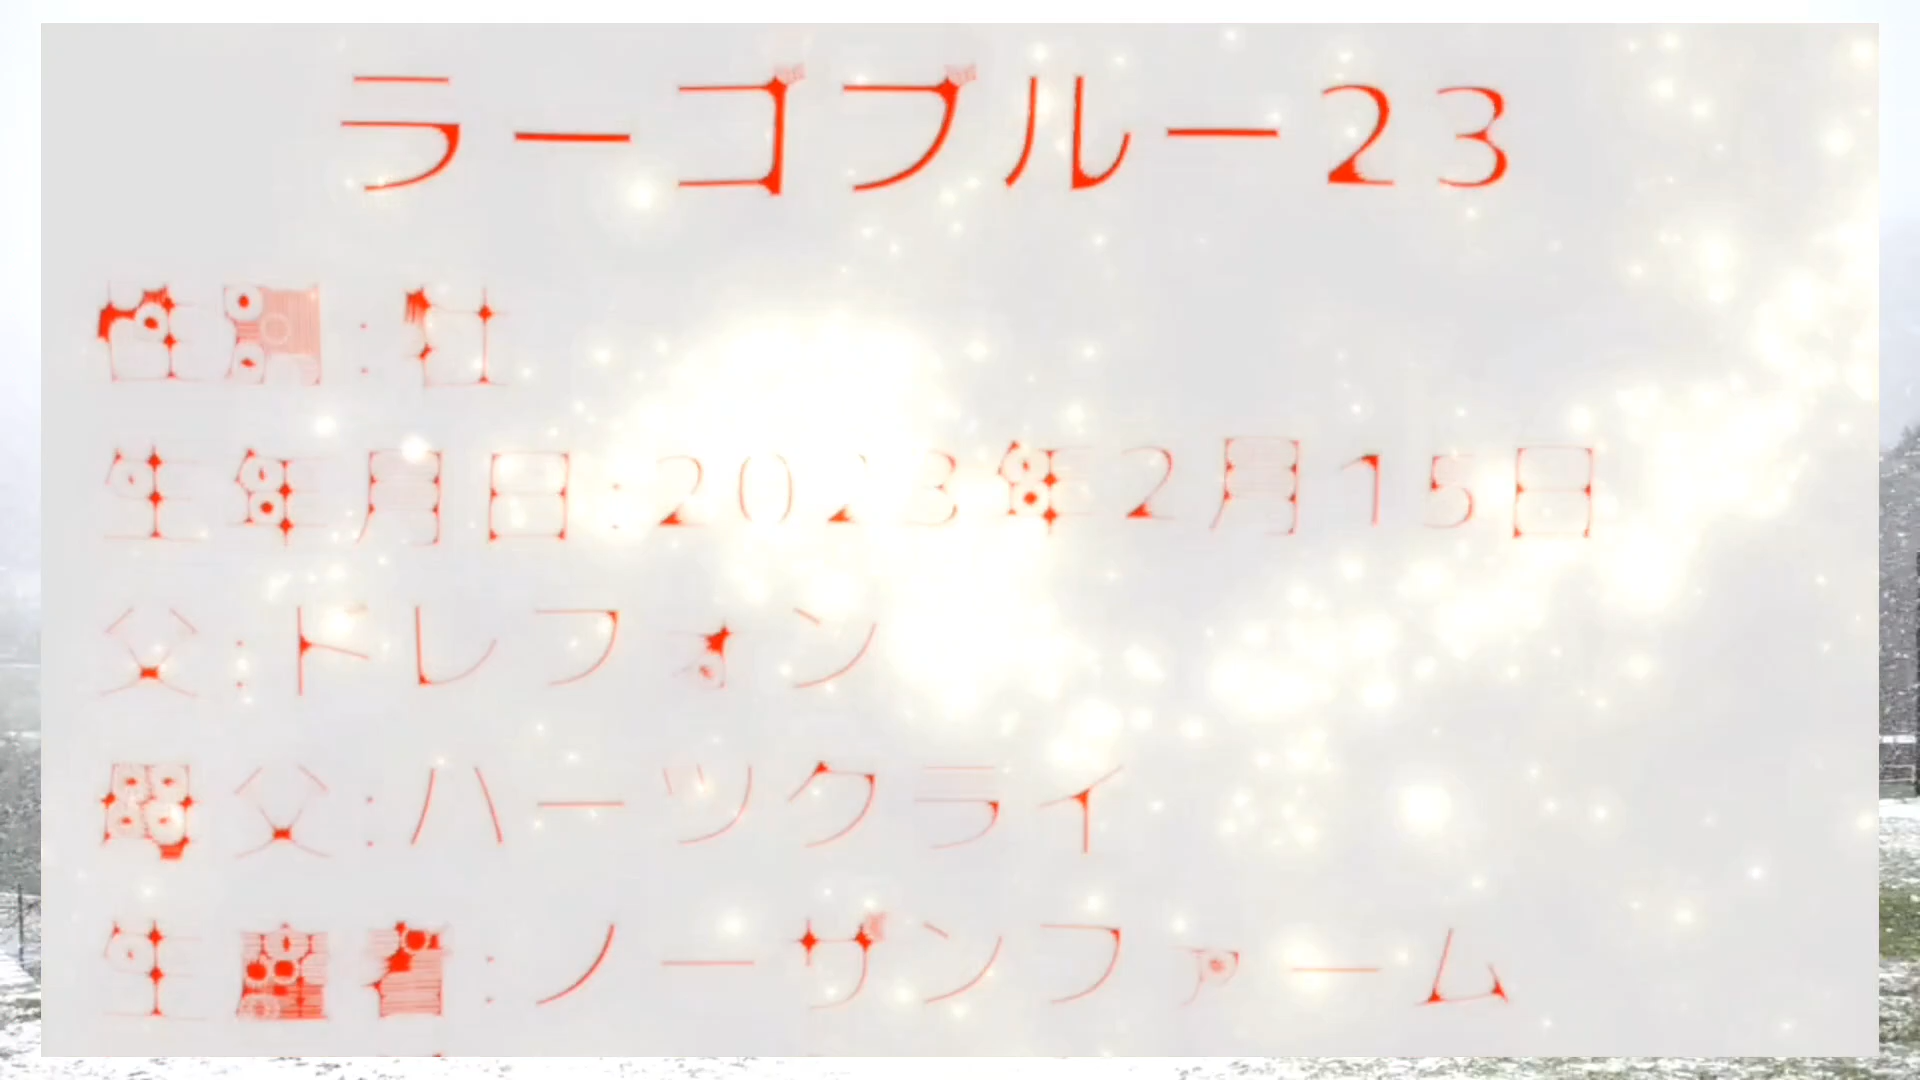 ラーゴブルー23
性別:牡
生年月日:2023年2月15日
父:ドレフォン
母父:ハーツクライ
生産者:ノーザンファーム